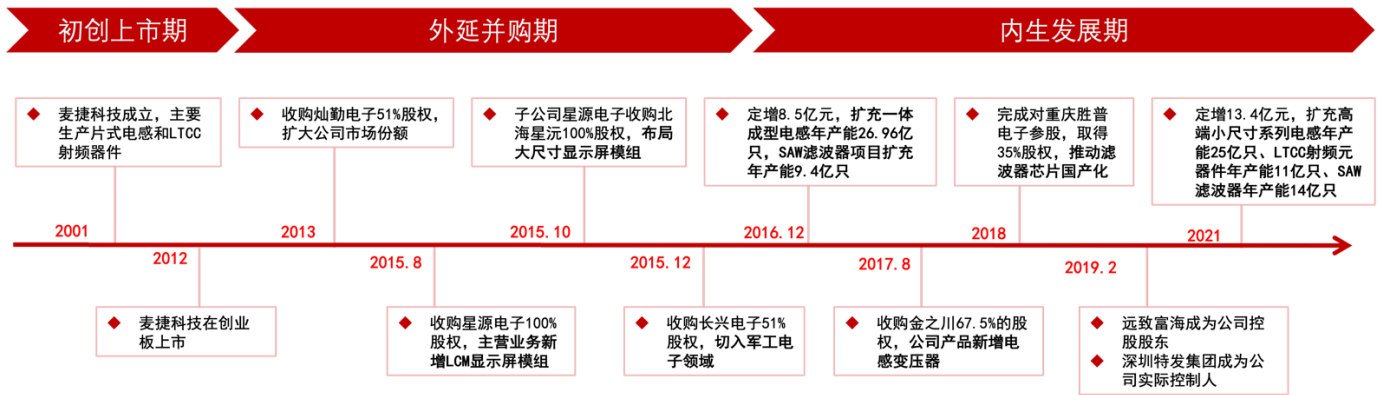 初创上市期
外延并购期
内生发展期
麦捷科技成立，主要
生产片式电感和LTCC
射频器件
收购灿勤电子51%股权，
扩大公司市场份额
子公司星源电子收购北
海星沅100%股权，布局
大尺寸显示屏模组
定增8.5亿元，扩充一体
成型电感年产能26.96亿
只，SAW滤波器项目扩充
年产能9.4亿只
完成对重庆胜普
电子参股，取得
35%股权，推动滤
波器芯片国产化
定增13.4亿元，扩充高
端小尺寸系列电感年产
能25亿只、LTCC射频元
器件年产能11亿只、SAW
滤波器年产能14亿只
2001
2013
2015.10
2016.12
2018
2021
2012
2015.8
2015.12
2017.8
2019.2
麦捷科技在创业
板上市
收购星源电子100%
股权，主营业务新
增LCM显示屏模组
收购长兴电子51%
股权，切入军工电
子领域
收购金之川67.5%的股
权，公司产品新增电
感变压器
远致富海成为公司控
股股东
深圳特发集团成为公
司实际控制人